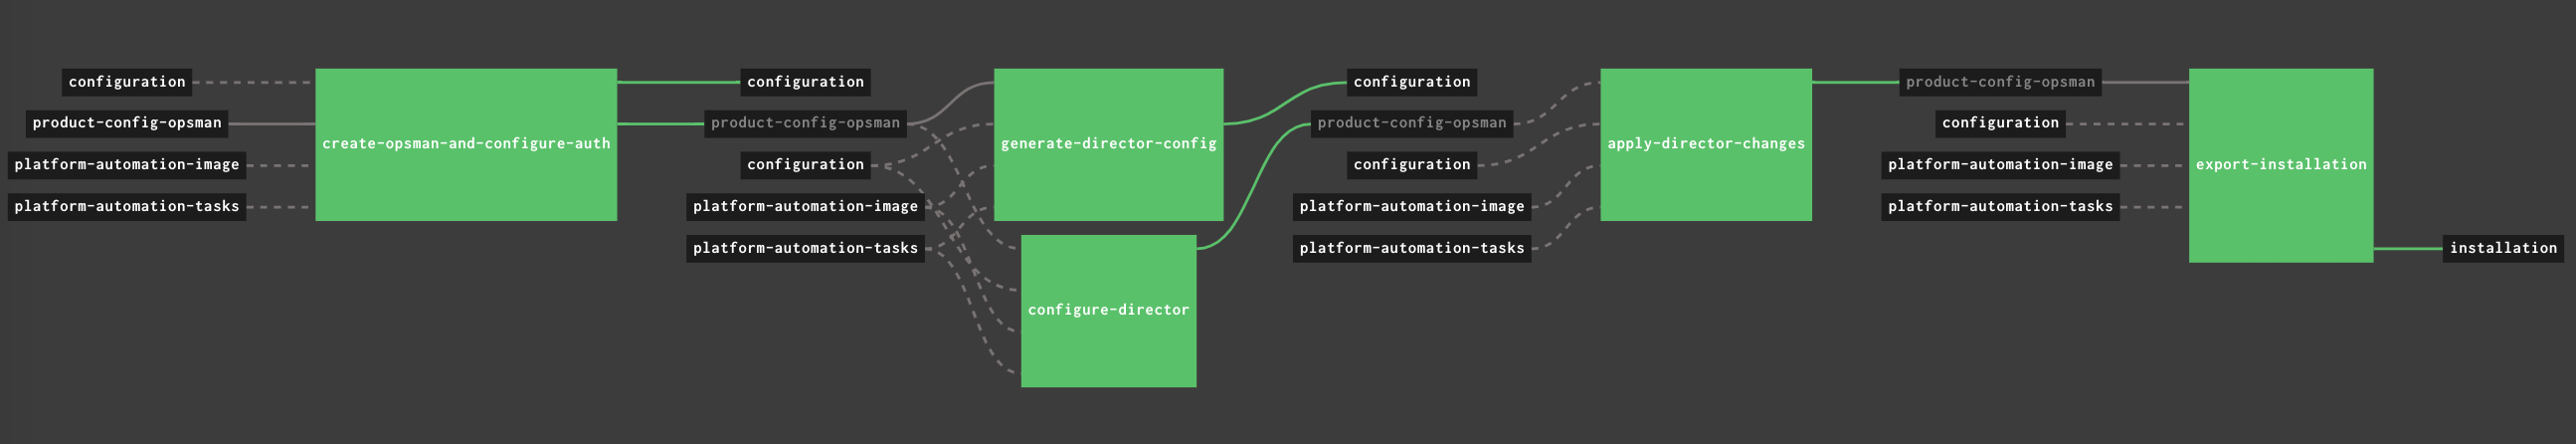 configuration
product-config-opsman
platform-automation-image
platform-automation-tasks
create-opsman-and-configure-auth
configuration
product-config-opsman
configuration
platform-automation-image
platform-automation-tasks
generate-director-config
configure-director
configuration
product-config-opsman
configuration
platform-automation-image
platform-automation-tasks
apply-director-changes
product-config-opsman
configuration
platform-automation-image
platform-automation-tasks
export-installation
installation